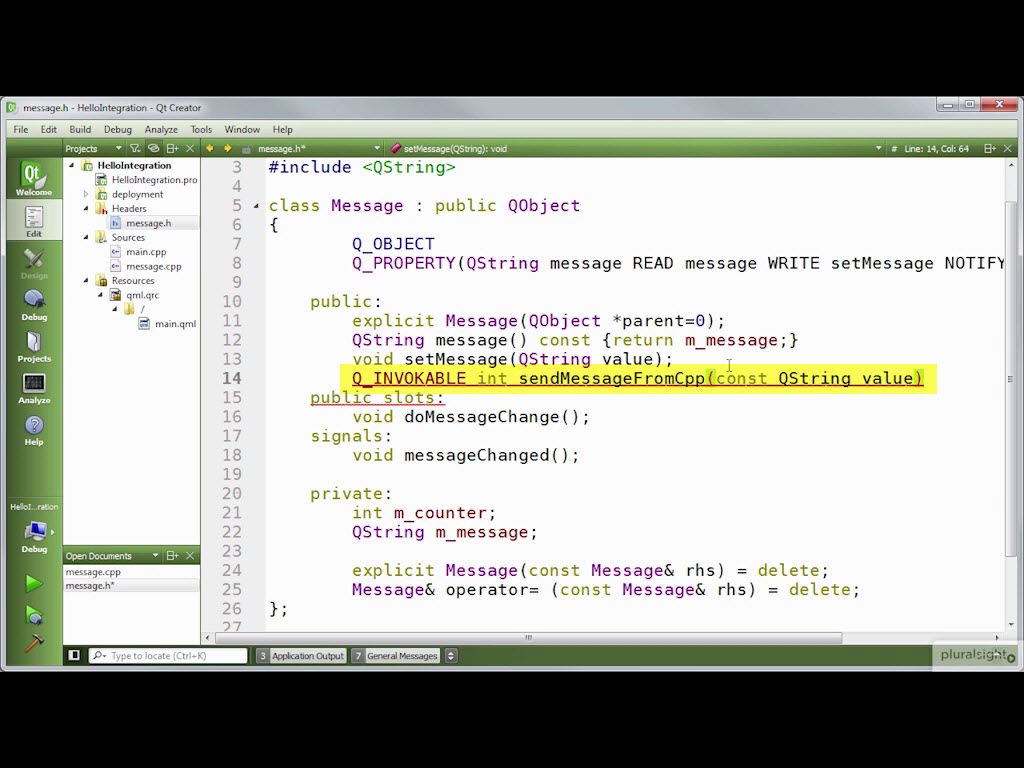 message.h - HelloIntegration - Qt Creator
File Edit Build Debug Analyze Tools Window Help
Projects
message.h*
setMessage(QString): void
# Line: 14, Col: 64
Welcome
Edit
Design
Debug
Projects
Analyze
Help
HelloI...ration
Debug
HelloIntegration
HelloIntegration.pro
deployment
Headers
message.h
Sources
main.cpp
message.cpp
Resources
qml.qrc
/
main.qml
Open Documents
message.cpp
message.h*
3 #include <QString>
4
5 class Message : public QObject
6 {
7 Q_OBJECT
8 Q_PROPERTY(QString message READ message WRITE setMessage NOTIFY
9
10 public:
11 explicit Message(QObject *parent=0);
12 QString message() const {return m_message;}
13 void setMessage(QString value);
14 Q_INVOKABLE int sendMessageFromCpp(const QString value)
15 public slots:
16 void doMessageChange();
17 signals:
18 void messageChanged();
19
20 private:
21 int m_counter;
22 QString m_message;
23
24 explicit Message(const Message& rhs) = delete;
25 Message& operator= (const Message& rhs) = delete;
26 };
27
Type to locate (Ctrl+K)
3 Application Output
7 General Messages
pluralsight